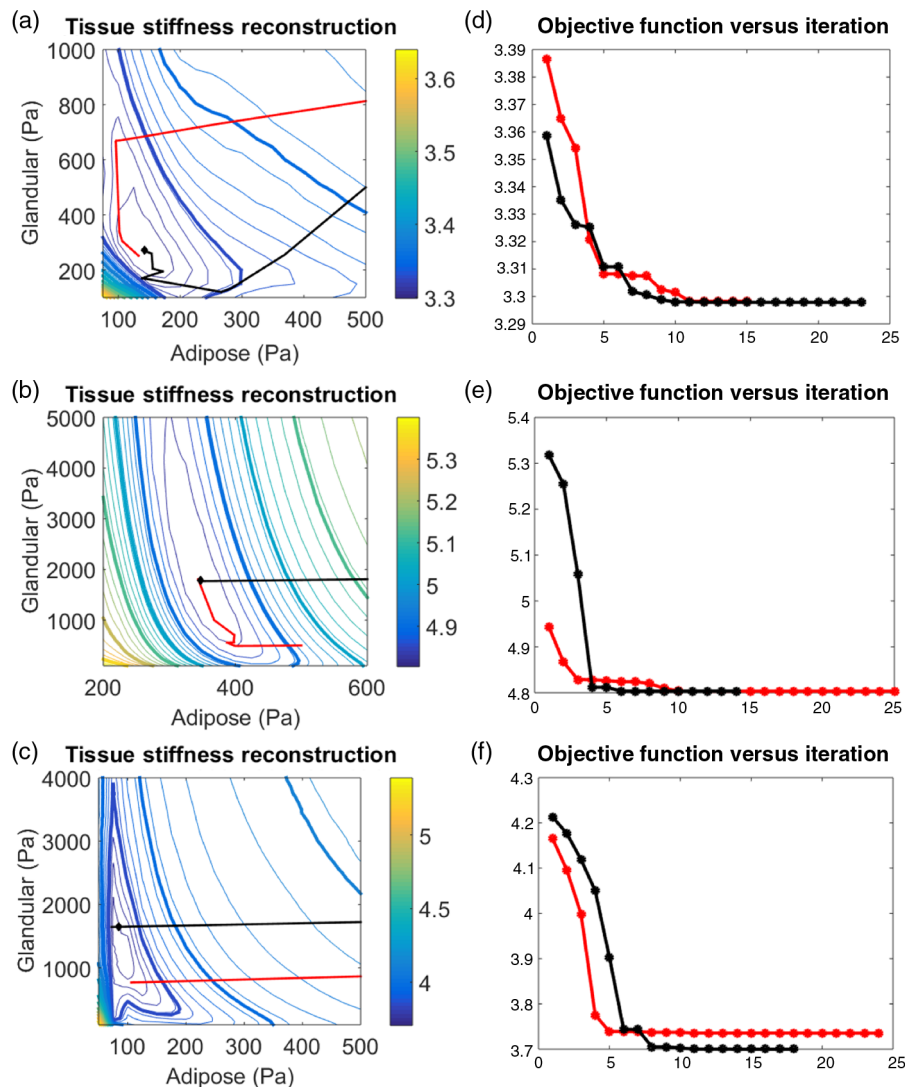 (a) Tissue stiffness reconstruction
1000
800
600
400
200
Glandular (Pa)
100 200 300 400 500
Adipose (Pa)
3.6
3.5
3.4
3.3
(d) Objective function versus iteration
3.39
3.38
3.37
3.36
3.35
3.34
3.33
3.32
3.31
3.3
3.29
0 5 10 15 20 25
(b) Tissue stiffness reconstruction
5000
4000
3000
2000
1000
Glandular (Pa)
200 400 600
Adipose (Pa)
5.3
5.2
5.1
5
4.9
(e) Objective function versus iteration
5.4
5.3
5.2
5.1
5
4.9
4.8
0 5 10 15 20 25
(c) Tissue stiffness reconstruction
4000
3000
2000
1000
Glandular (Pa)
100 200 300 400 500
Adipose (Pa)
5
4.5
4
(f) Objective function versus iteration
4.3
4.2
4.1
4
3.9
3.8
3.7
0 5 10 15 20 25